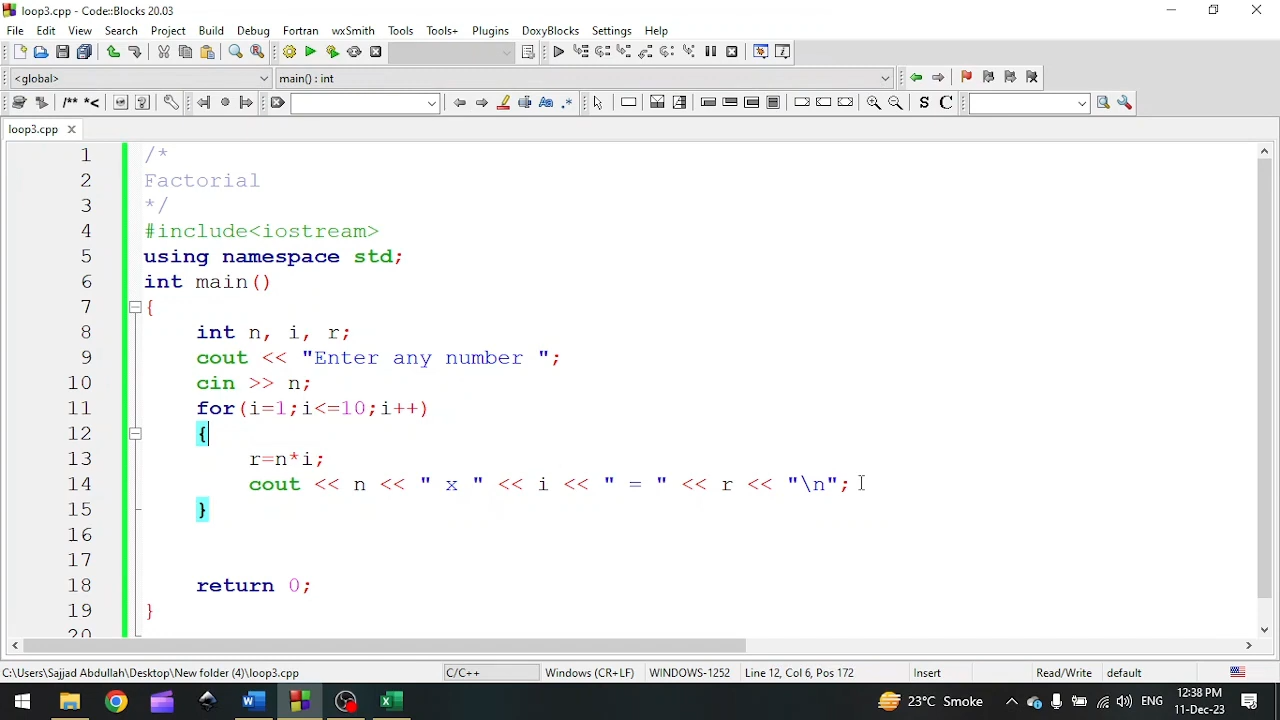 loop3.cpp - Code::Blocks 20.03
File Edit View Search Project Build Debug Fortran wxSmith Tools Tools+ Plugins DoxyBlocks Settings Help
<global> main() : int
/** *<
S C
loop3.cpp
1 /*
2 Factorial
3 */
4 #include<iostream>
5 using namespace std;
6 int main()
7 {
8 int n, i, r;
9 cout << "Enter any number ";
10 cin >> n;
11 for(i=1;i<=10;i++)
12 {
13 r=n*i;
14 cout << n << " x " << i << " = " << r << "\n";
15 }
16
17
18 return 0;
19 }
20
C:\Users\Sajjad Abdullah\Desktop\New folder (4)\loop3.cpp C/C++ Windows (CR+LF) WINDOWS-1252 Line 12, Col 6, Pos 172 Insert Read/Write default
23°C Smoke ENG 12:38 PM
11-Dec-23